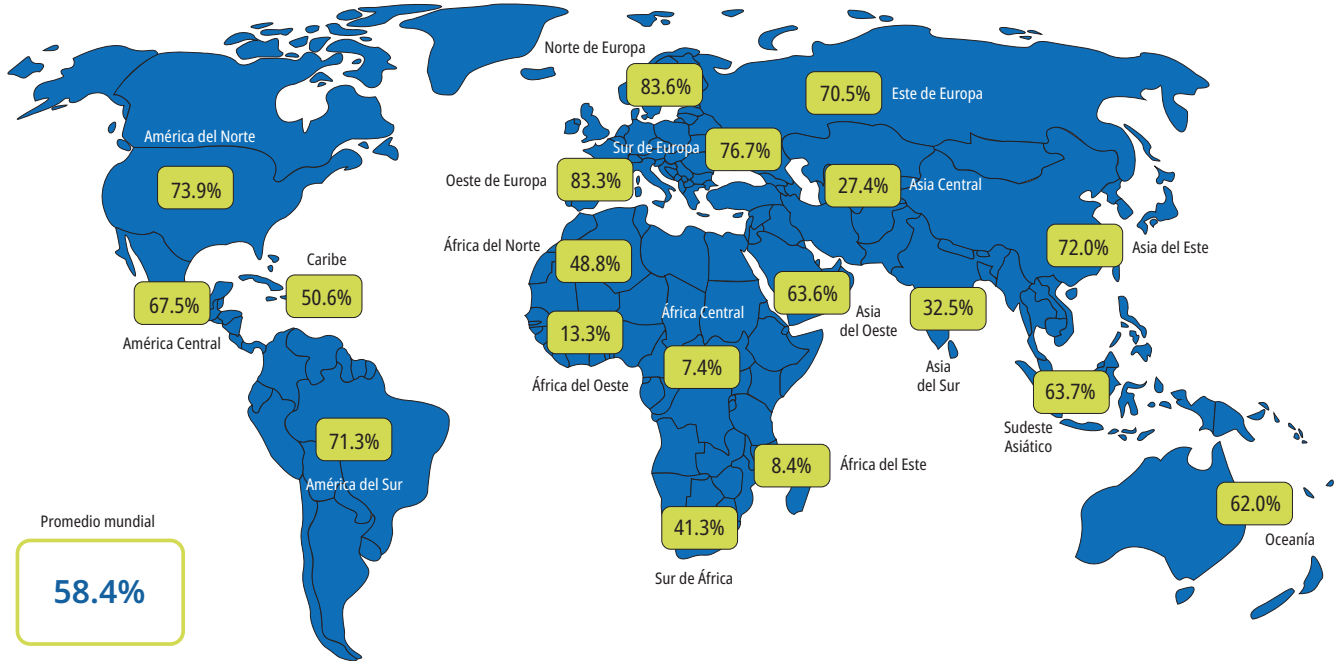 Norte de Europa
83.6%
70.5%
Este de Europa
América del Norte
73.9%
Sur de Europa
76.7%
Oeste de Europa
83.3%
27.4%
Asia Central
África del Norte
48.8%
72.0%
Asia del Este
Caribe
50.6%
67.5%
América Central
63.6%
Asia
del Oeste
32.5%
Asia
del Sur
África Central
7.4%
13.3%
África del Oeste
63.7%
Sudeste
Asiático
71.3%
América del Sur
8.4%
África del Este
41.3%
Sur de África
62.0%
Oceanía
Promedio mundial
58.4%